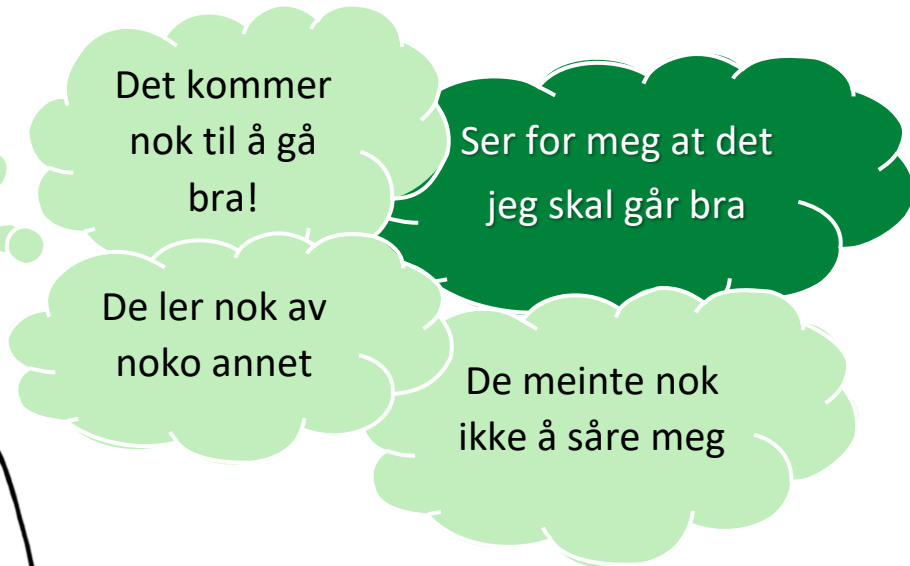 Det kommer
nok til å gå
bra!
Ser for meg at det
jeg skal går bra
De ler nok av
noko annet
De meinte nok
ikke å såre meg